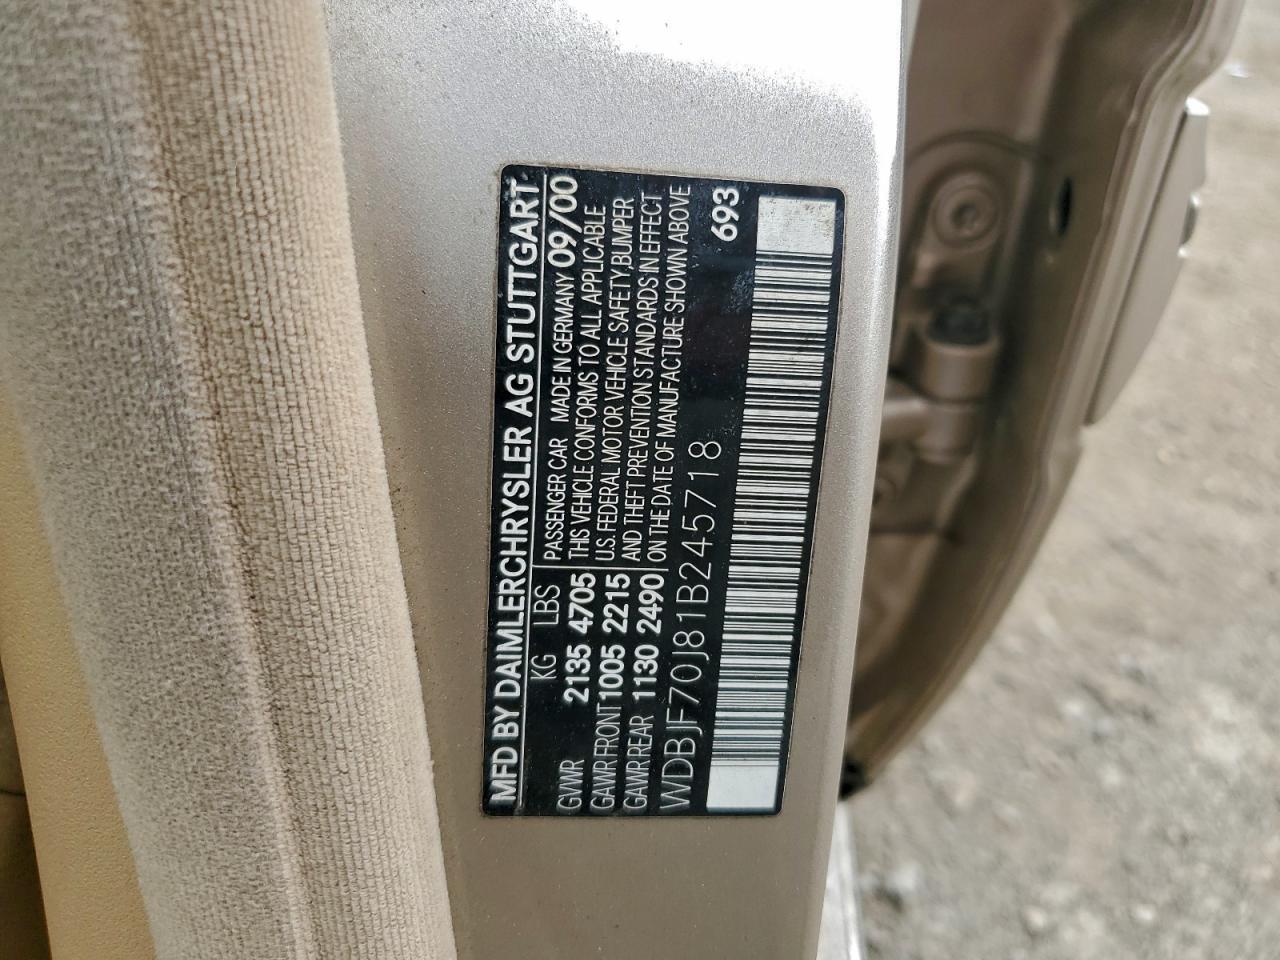 MFD BY DAIMLERCHRYSLER AG STUTTGART
KG LBS
GVWR 2135 4705
GAWR FRONT 1005 2215
GAWR REAR 1130 2490
PASSENGER CAR MADE IN GERMANY 09/00
THIS VEHICLE CONFORMS TO ALL APPLICABLE
U.S. FEDERAL MOTOR VEHICLE SAFETY, BUMPER
AND THEFT PREVENTION STANDARDS IN EFFECT
ON THE DATE OF MANUFACTURE SHOWN ABOVE
WDBJF70J81B245718
693